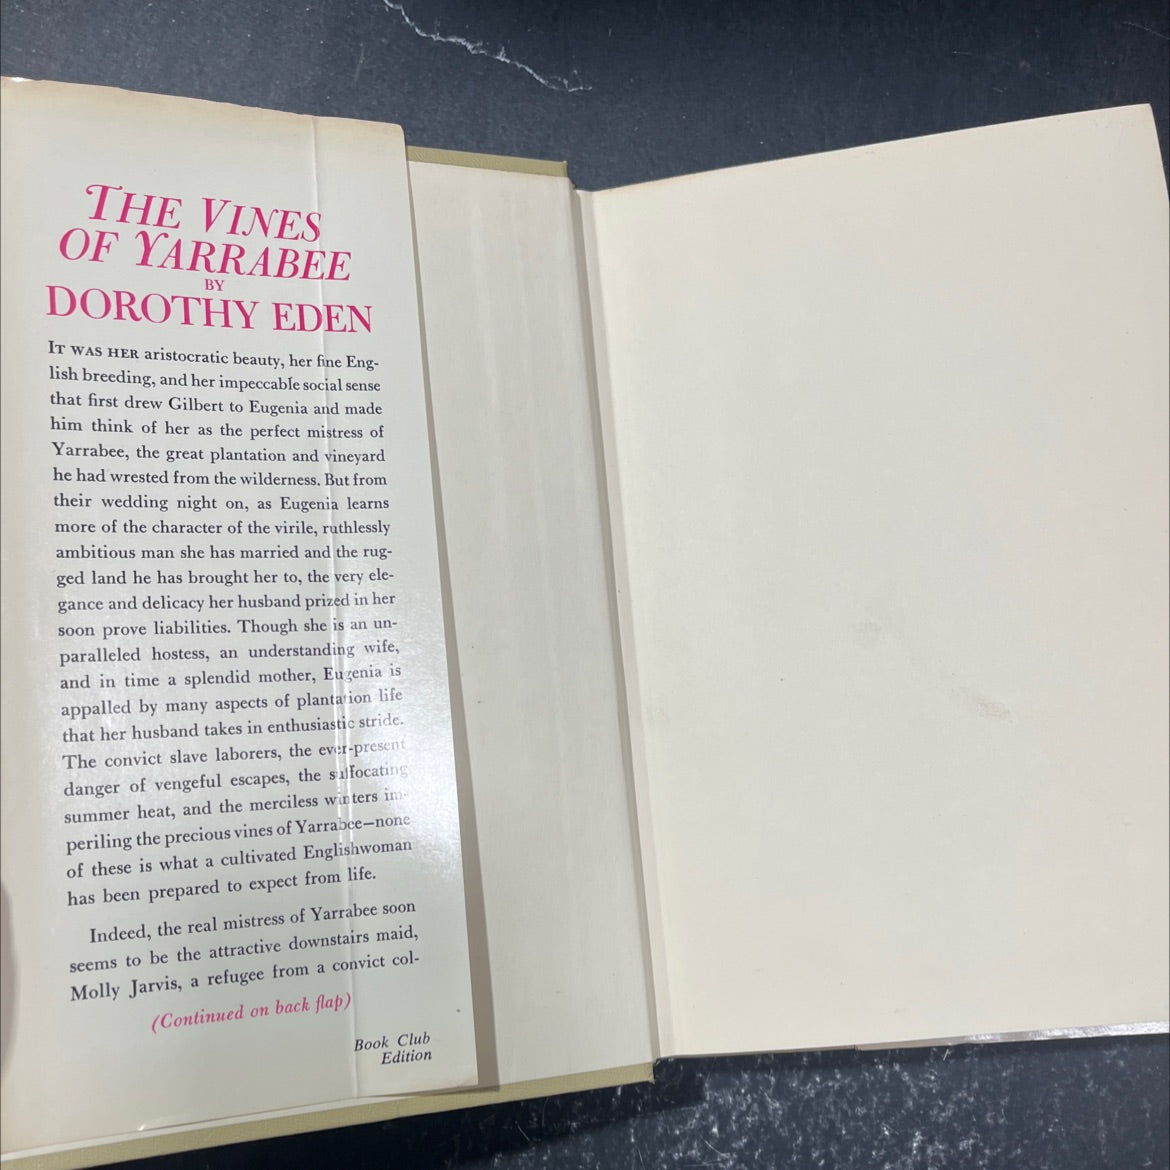 THE VINES
OF YARRABEE
BY
DOROTHY EDEN
IT WAS HER aristocratic beauty, her fine Eng-
lish breeding, and her impeccable social sense
that first drew Gilbert to Eugenia and made
him think of her as the perfect mistress of
Yarrabee, the great plantation and vineyard
he had wrested from the wilderness. But from
their wedding night on, as Eugenia learns
more of the character of the virile, ruthlessly
ambitious man she has married and the rug-
ged land he has brought her to, the very ele-
gance and delicacy her husband prized in her
soon prove liabilities. Though she is an un-
paralleled hostess, an understanding wife,
and in time a splendid mother, Eugenia is
appalled by many aspects of plantation life
that her husband takes in enthusiastic stride.
The convict slave laborers, the ever-present
danger of vengeful escapes, the suffocating
summer heat, and the merciless winters im-
periling the precious vines of Yarrabee—none
of these is what a cultivated Englishwoman
has been prepared to expect from life.
Indeed, the real mistress of Yarrabee soon
seems to be the attractive downstairs maid,
Molly Jarvis, a refugee from a convict col-
(Continued on back flap)
Book Club
Edition